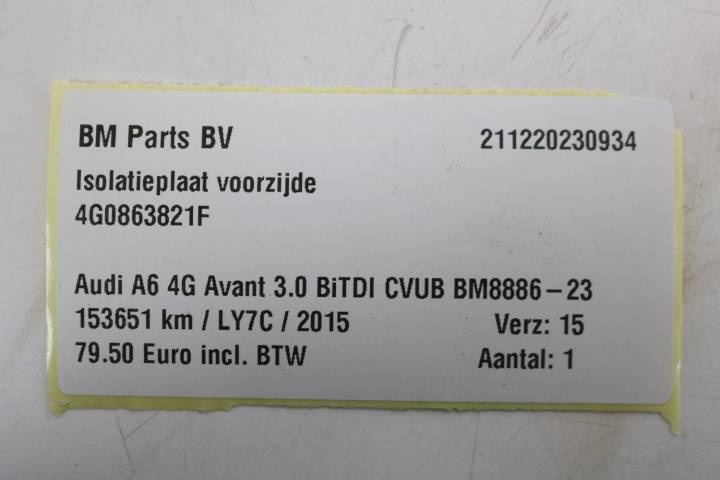 BM Parts BV 211220230934
Isolatieplaat voorzijde
4G0863821F
Audi A6 4G Avant 3.0 BiTDI CVUB BM8886-23
153651 km / LY7C / 2015 Verz: 15
79.50 Euro incl. BTW Aantal: 1